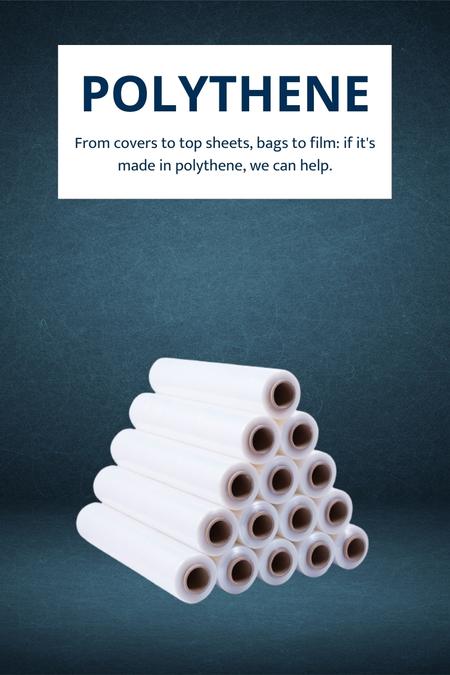 POLYTHENE
From covers to top sheets, bags to film: if it's
made in polythene, we can help.